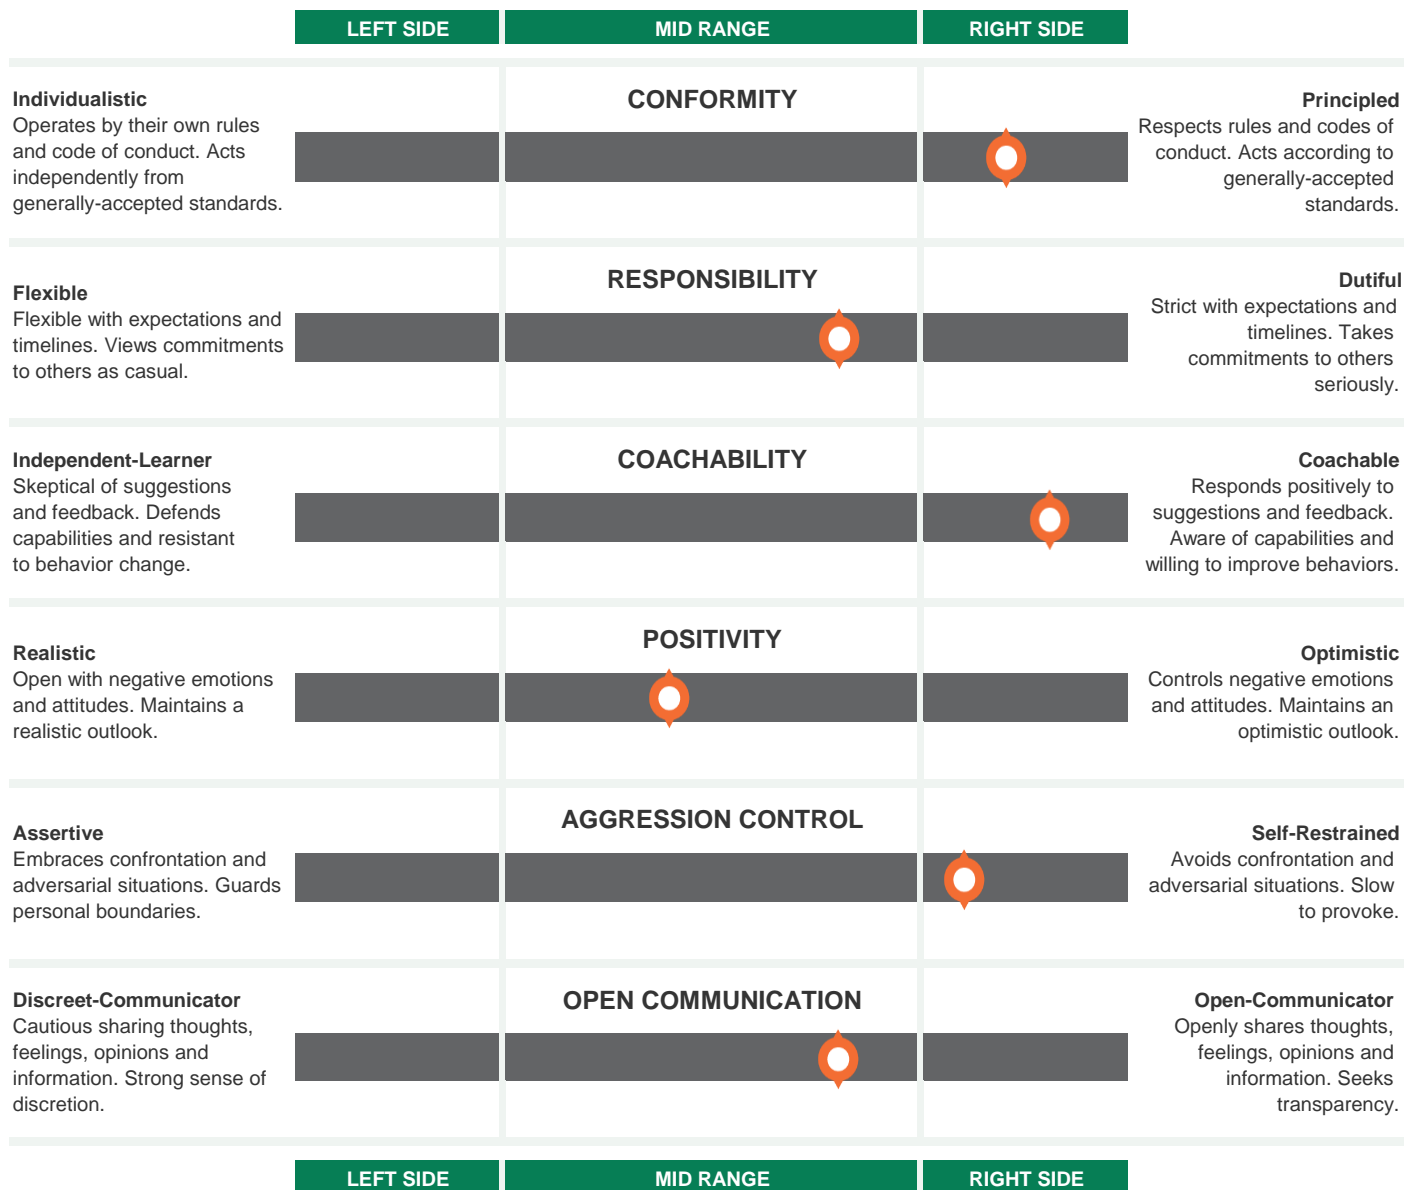 LEFT SIDE
MID RANGE
RIGHT SIDE
CONFORMITY
Individualistic
Operates by their own rules
and code of conduct. Acts
independently from
generally-accepted standards.
Principled
Respects rules and codes of
conduct. Acts according to
generally-accepted
standards.
RESPONSIBILITY
Flexible
Flexible with expectations and
timelines. Views commitments
to others as casual.
Dutiful
Strict with expectations and
timelines. Takes
commitments to others
seriously.
COACHABILITY
Independent-Learner
Skeptical of suggestions
and feedback. Defends
capabilities and resistant
to behavior change.
Coachable
Responds positively to
suggestions and feedback.
Aware of capabilities and
willing to improve behaviors.
POSITIVITY
Realistic
Open with negative emotions
and attitudes. Maintains a
realistic outlook.
Optimistic
Controls negative emotions
and attitudes. Maintains an
optimistic outlook.
AGGRESSION CONTROL
Assertive
Embraces confrontation and
adversarial situations. Guards
personal boundaries.
Self-Restrained
Avoids confrontation and
adversarial situations. Slow
to provoke.
OPEN COMMUNICATION
Discreet-Communicator
Cautious sharing thoughts,
feelings, opinions and
information. Strong sense of
discretion.
Open-Communicator
Openly shares thoughts,
feelings, opinions and
information. Seeks
transparency.
LEFT SIDE
MID RANGE
RIGHT SIDE